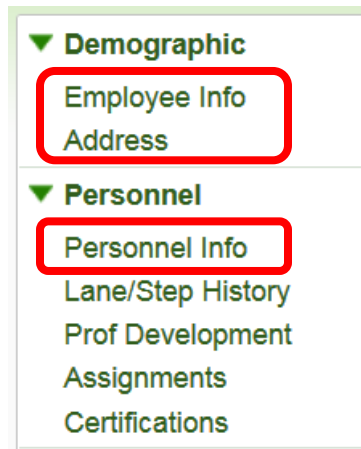 Demographic
Employee Info
Address
Personnel
Personnel Info
Lane/Step History
Prof Development
Assignments
Certifications